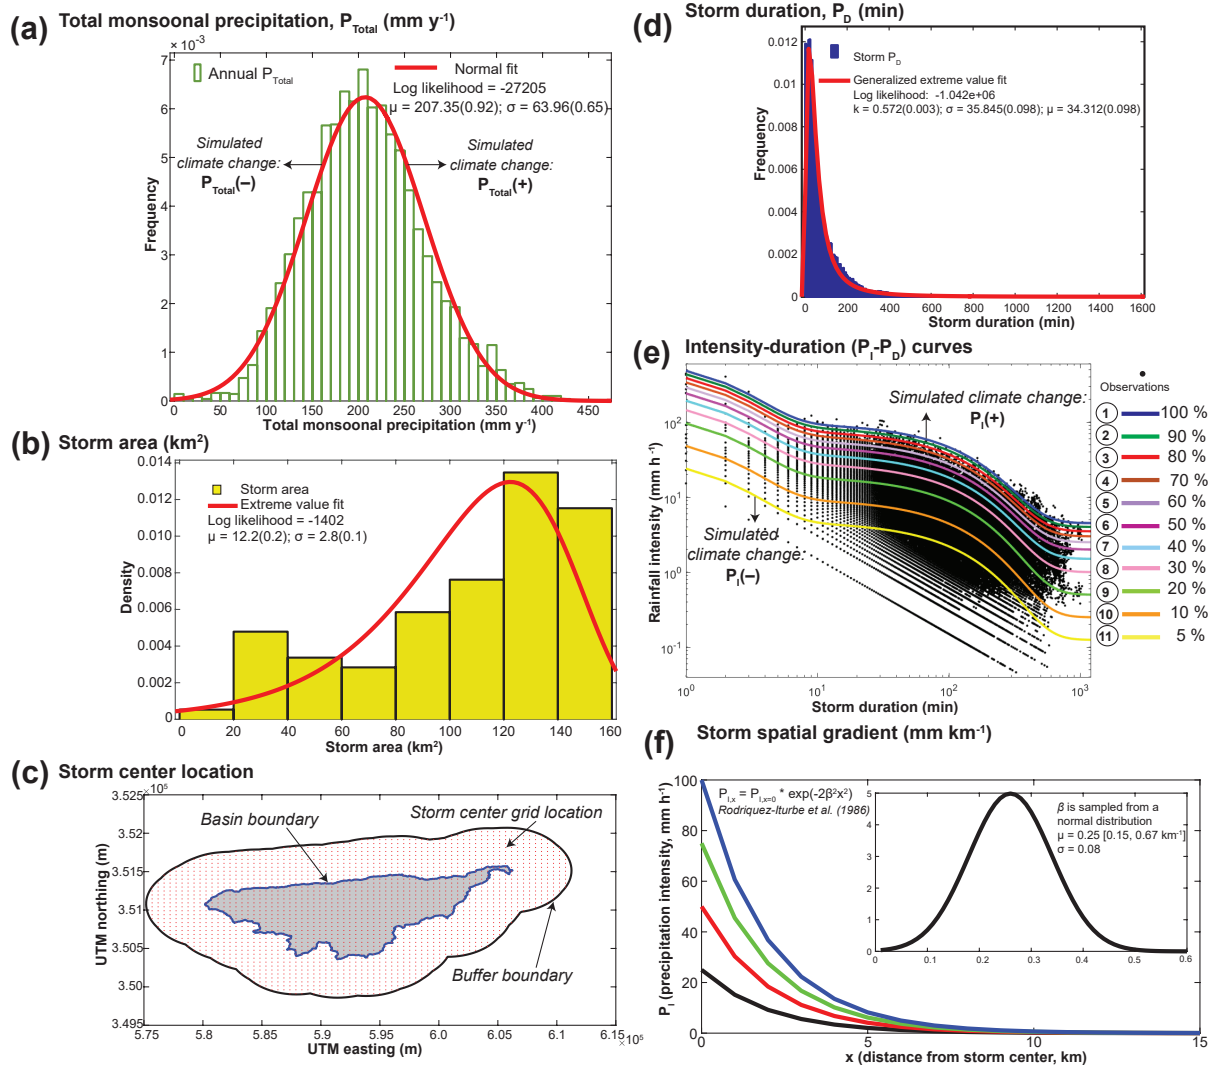 (a) Total monsoonal precipitation, P_Total (mm y⁻¹)
× 10⁻³
Annual P_Total
Normal fit
Log likelihood = -27205
μ = 207.35(0.92); σ = 63.96(0.65)
Simulated
climate change:
P_Total(–)
Simulated
climate change:
P_Total(+)
Frequency
7
6
5
4
3
2
1
0
0 50 100 150 200 250 300 350 400 450
Total monsoonal precipitation (mm y⁻¹)
(b) Storm area (km²)
Storm area
Extreme value fit
Log likelihood = -1402
μ = 12.2(0.2); σ = 2.8(0.1)
Density
0.014
0.012
0.010
0.008
0.006
0.004
0.002
0
0 20 40 60 80 100 120 140 160
Storm area (km²)
(c) Storm center location
×10⁵
3.525
3.52
3.515
3.51
3.505
3.50
3.495
UTM northing (m)
Basin boundary
Storm center grid location
Buffer boundary
5.75 5.8 5.9 5.95 6.0 6.05 6.1 6.15
×10⁵
UTM easting (m)
(d) Storm duration, P_D (min)
Storm P_D
Generalized extreme value fit
Log likelihood: -1.042e+06
k = 0.572(0.003); σ = 35.845(0.098); μ = 34.312(0.098)
Frequency
0.012
0.010
0.008
0.006
0.004
0.002
0
0 200 400 600 800 1000 1200 1400 1600
Storm duration (min)
(e) Intensity-duration (P_I-P_D) curves
Simulated climate change:
P_I(+)
Simulated
climate change:
P_I(–)
Rainfall intensity (mm h⁻¹)
10²
10¹
10⁰
10⁻¹
10⁰ 10¹ 10² 10³
Storm duration (min)
Observations
1 100 %
2 90 %
3 80 %
4 70 %
5 60 %
6 50 %
7 40 %
8 30 %
9 20 %
10 10 %
11 5 %
(f) Storm spatial gradient (mm km⁻¹)
P_I,x = P_I,x=0 * exp(-2β²x²)
Rodriquez-Iturbe et al. (1986)
P_I (precipitation intensity, mm h⁻¹)
100
80
60
40
20
0
0 5 10 15
x (distance from storm center, km)
β is sampled from a
normal distribution
μ = 0.25 [0.15, 0.67 km⁻¹]
σ = 0.08
5
4
3
2
1
0
0 0.1 0.2 0.3 0.4 0.5 0.6